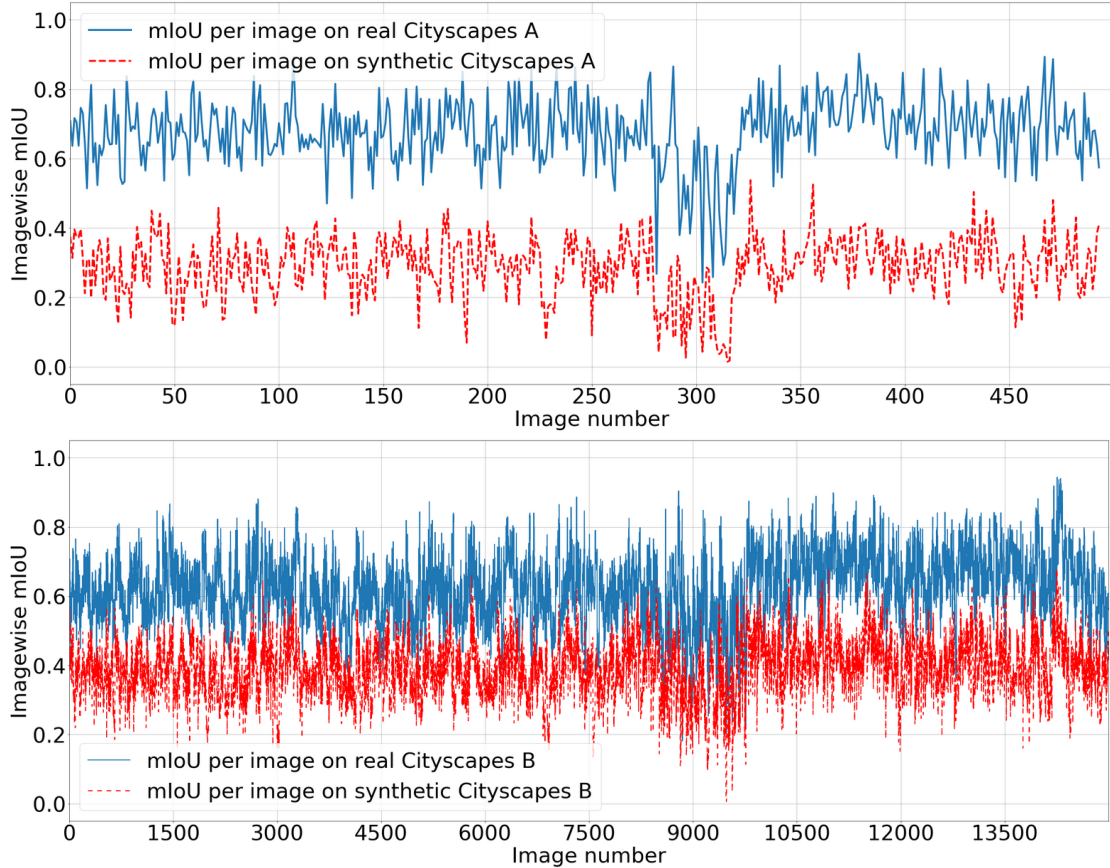 1.0
0.8
0.6
0.4
0.2
0.0
Imagewise mIoU
mIoU per image on real Cityscapes A
mIoU per image on synthetic Cityscapes A
0 50 100 150 200 250 300 350 400 450
Image number
1.0
0.8
0.6
0.4
0.2
0.0
Imagewise mIoU
mIoU per image on real Cityscapes B
mIoU per image on synthetic Cityscapes B
0 1500 3000 4500 6000 7500 9000 10500 12000 13500
Image number